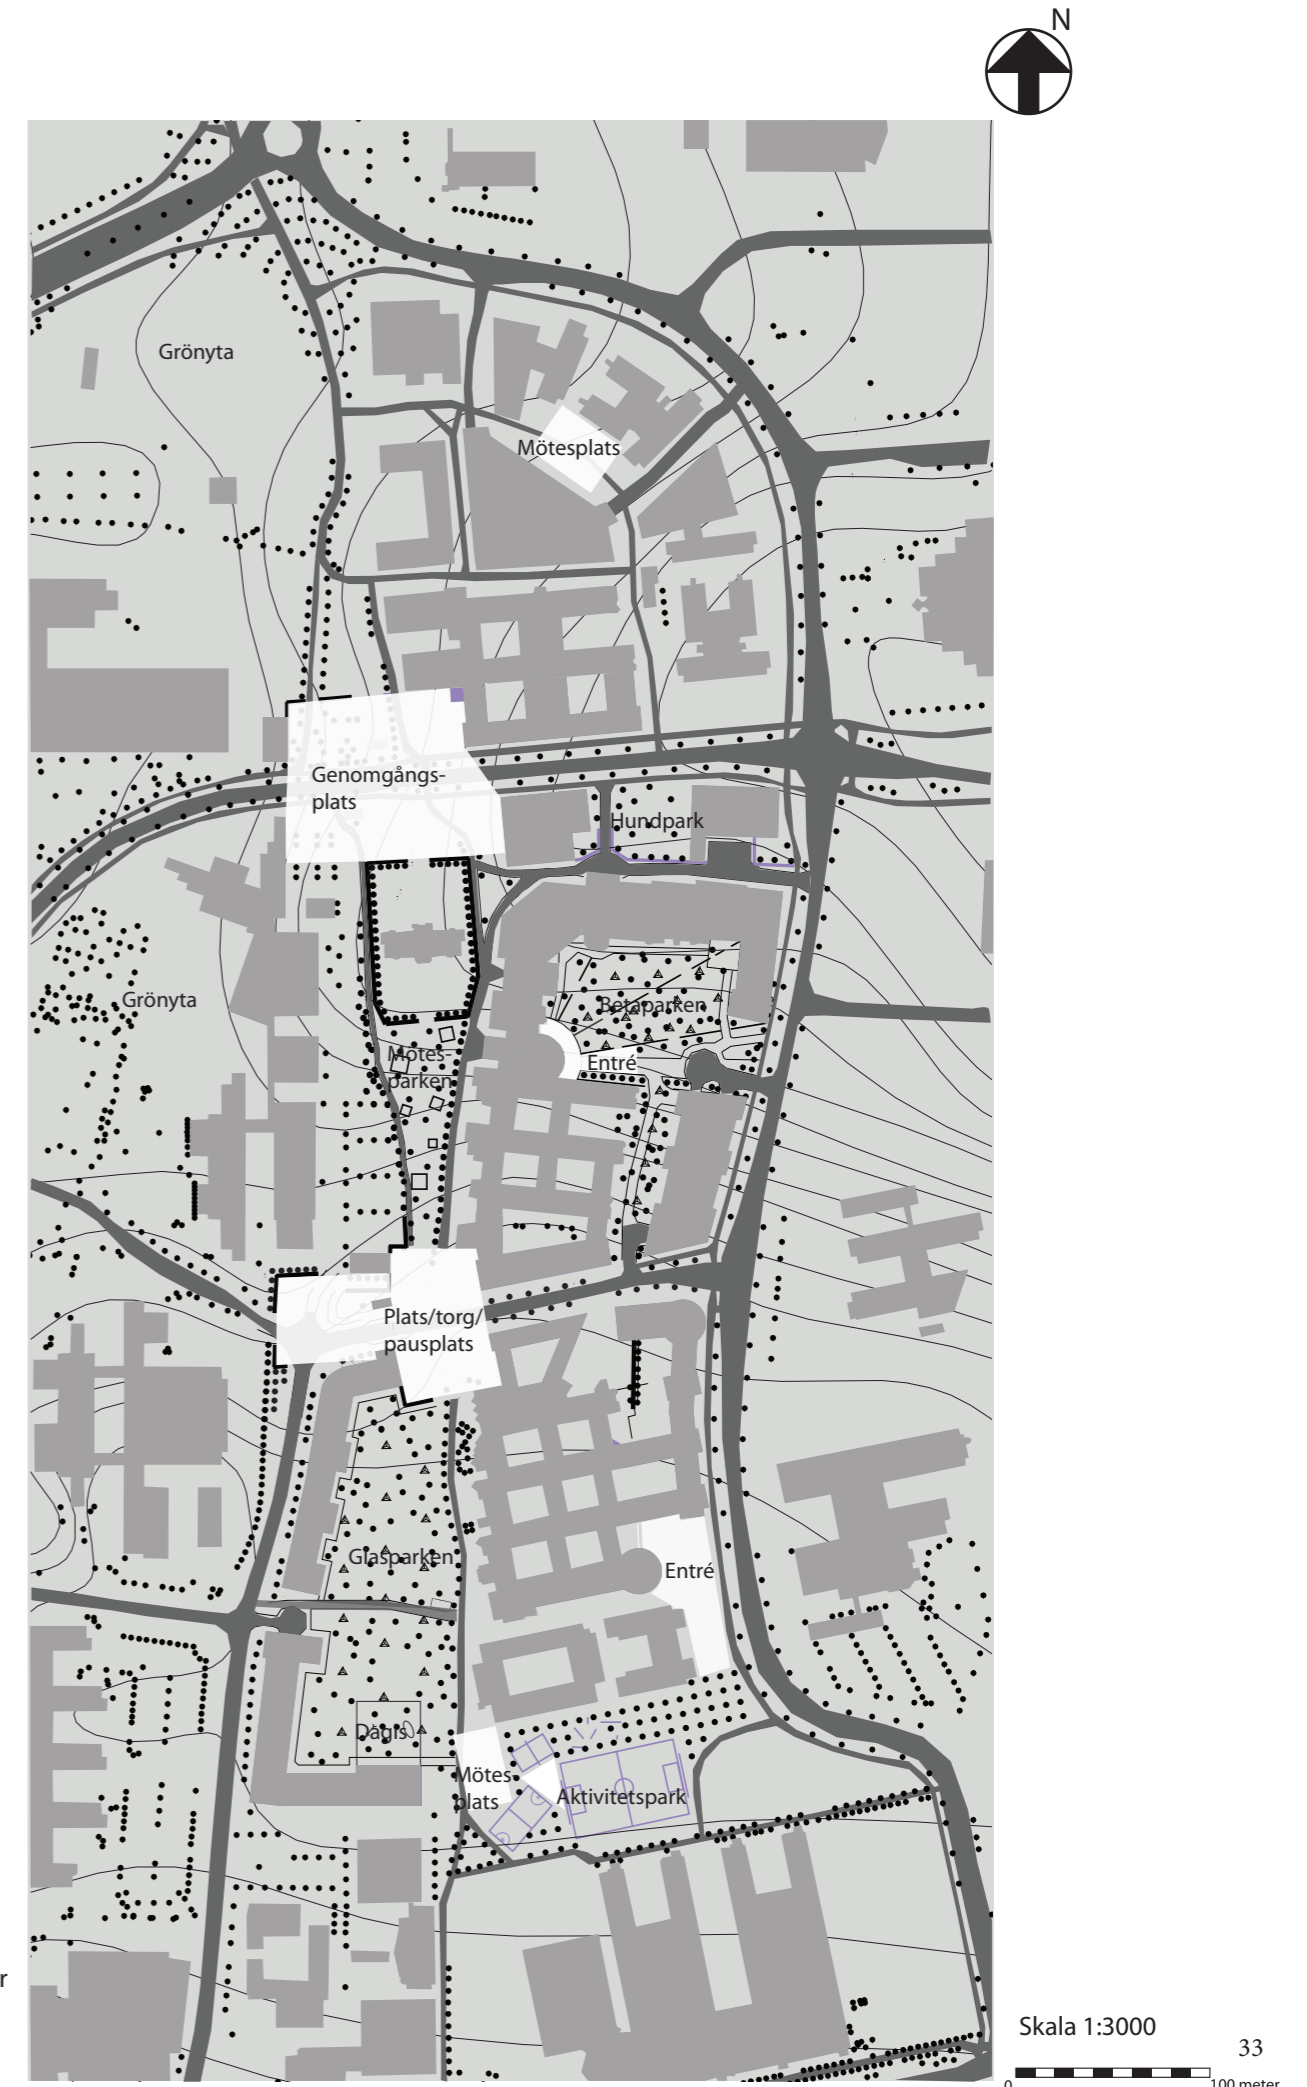 N
Grönyta
Mötesplats
Genomgångs-
plats
Hundpark
Grönyta
Betaparken
Mötes-
parken
Entré
Plats/torg/
pausplats
Glasparken
Entré
Dagis
Mötes-
plats
Aktivitetspark
r
Skala 1:3000
33
0
100 meter